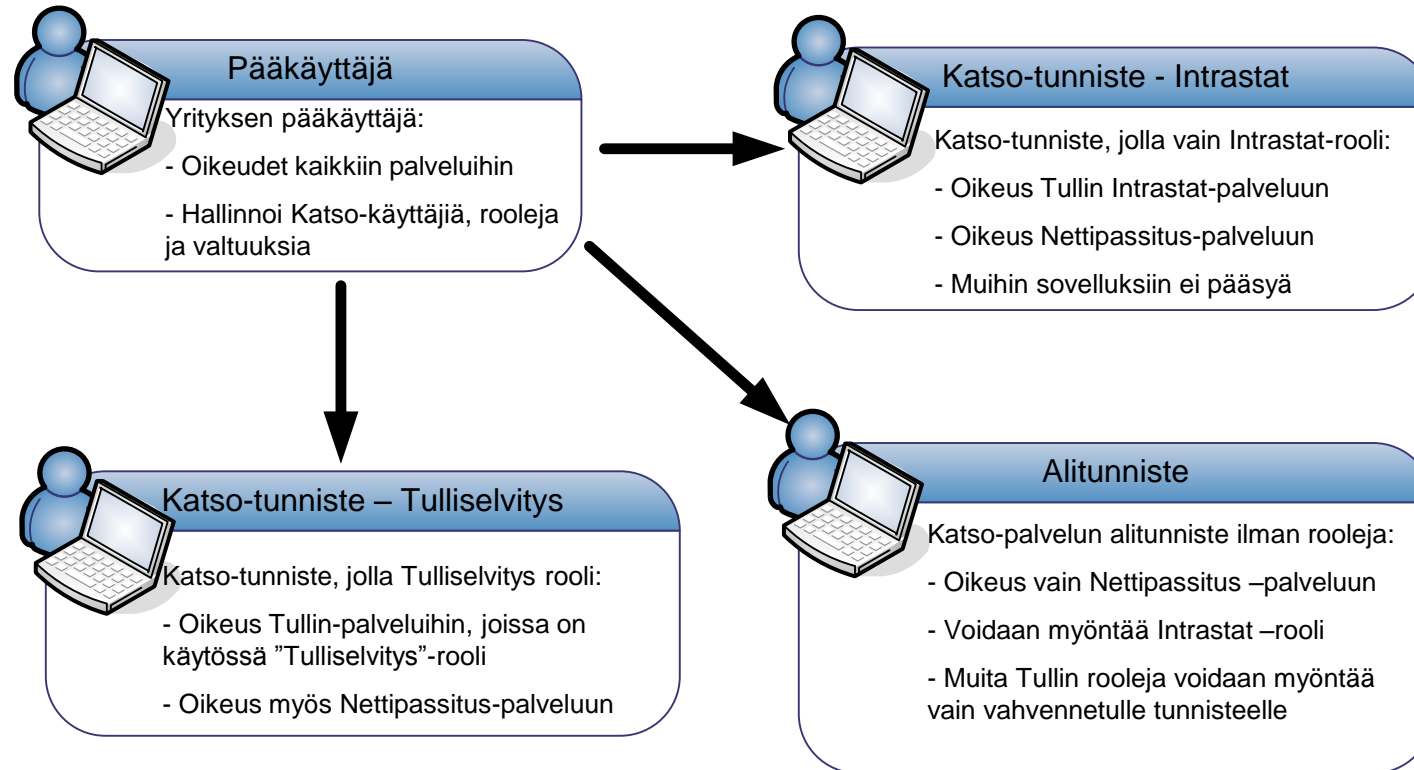 Pääkäyttäjä
Yrityksen pääkäyttäjä:
- Oikeudet kaikkiin palveluihin
- Hallinnoi Katso-käyttäjiä, rooleja
ja valtuuksia
Katso-tunniste - Intrastat
Katso-tunniste, jolla vain Intrastat-rooli:
- Oikeus Tullin Intrastat-palveluun
- Oikeus Nettipassitus-palveluun
- Muihin sovelluksiin ei pääsyä
Katso-tunniste – Tulliselvitys
Katso-tunniste, jolla Tulliselvitys rooli:
- Oikeus Tullin-palveluihin, joissa on
käytössä ”Tulliselvitys”-rooli
- Oikeus myös Nettipassitus-palveluun
Alitunniste
Katso-palvelun alitunniste ilman rooleja:
- Oikeus vain Nettipassitus –palveluun
- Voidaan myöntää Intrastat –rooli
- Muita Tullin rooleja voidaan myöntää
vain vahvennetulle tunnisteelle